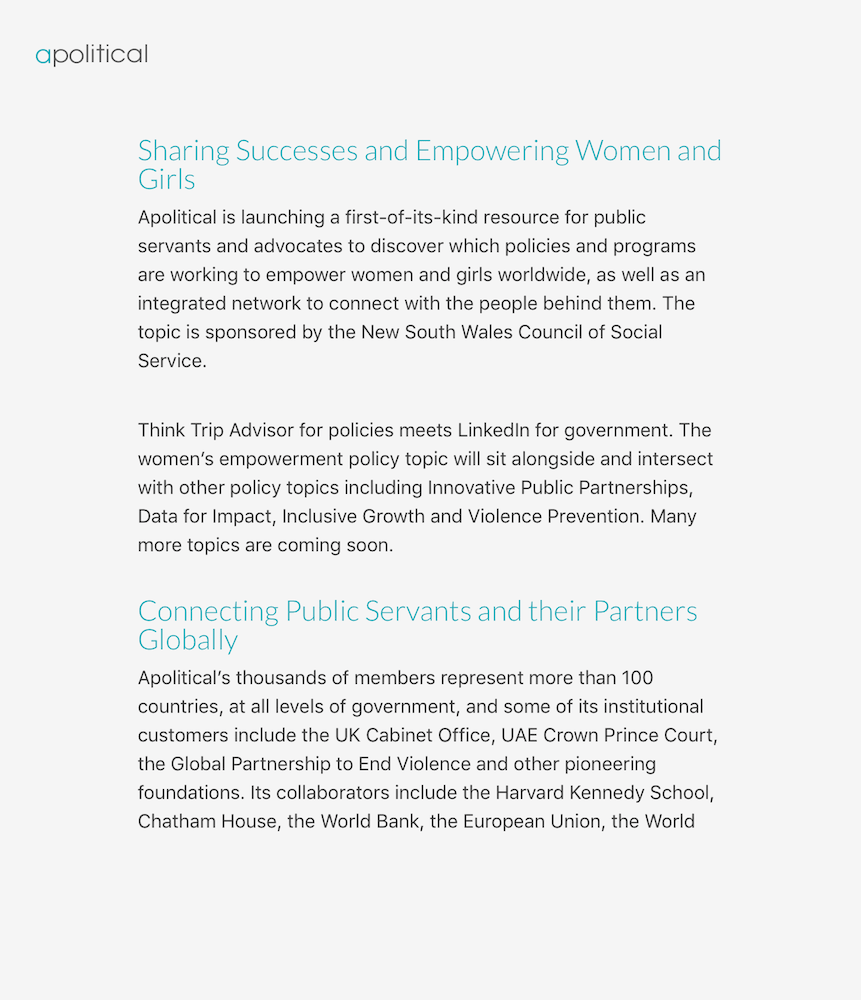 apolitical
Sharing Successes and Empowering Women and
Girls
Apolitical is launching a first-of-its-kind resource for public
servants and advocates to discover which policies and programs
are working to empower women and girls worldwide, as well as an
integrated network to connect with the people behind them. The
topic is sponsored by the New South Wales Council of Social
Service.
Think Trip Advisor for policies meets LinkedIn for government. The
women’s empowerment policy topic will sit alongside and intersect
with other policy topics including Innovative Public Partnerships,
Data for Impact, Inclusive Growth and Violence Prevention. Many
more topics are coming soon.
Connecting Public Servants and their Partners
Globally
Apolitical’s thousands of members represent more than 100
countries, at all levels of government, and some of its institutional
customers include the UK Cabinet Office, UAE Crown Prince Court,
the Global Partnership to End Violence and other pioneering
foundations. Its collaborators include the Harvard Kennedy School,
Chatham House, the World Bank, the European Union, the World